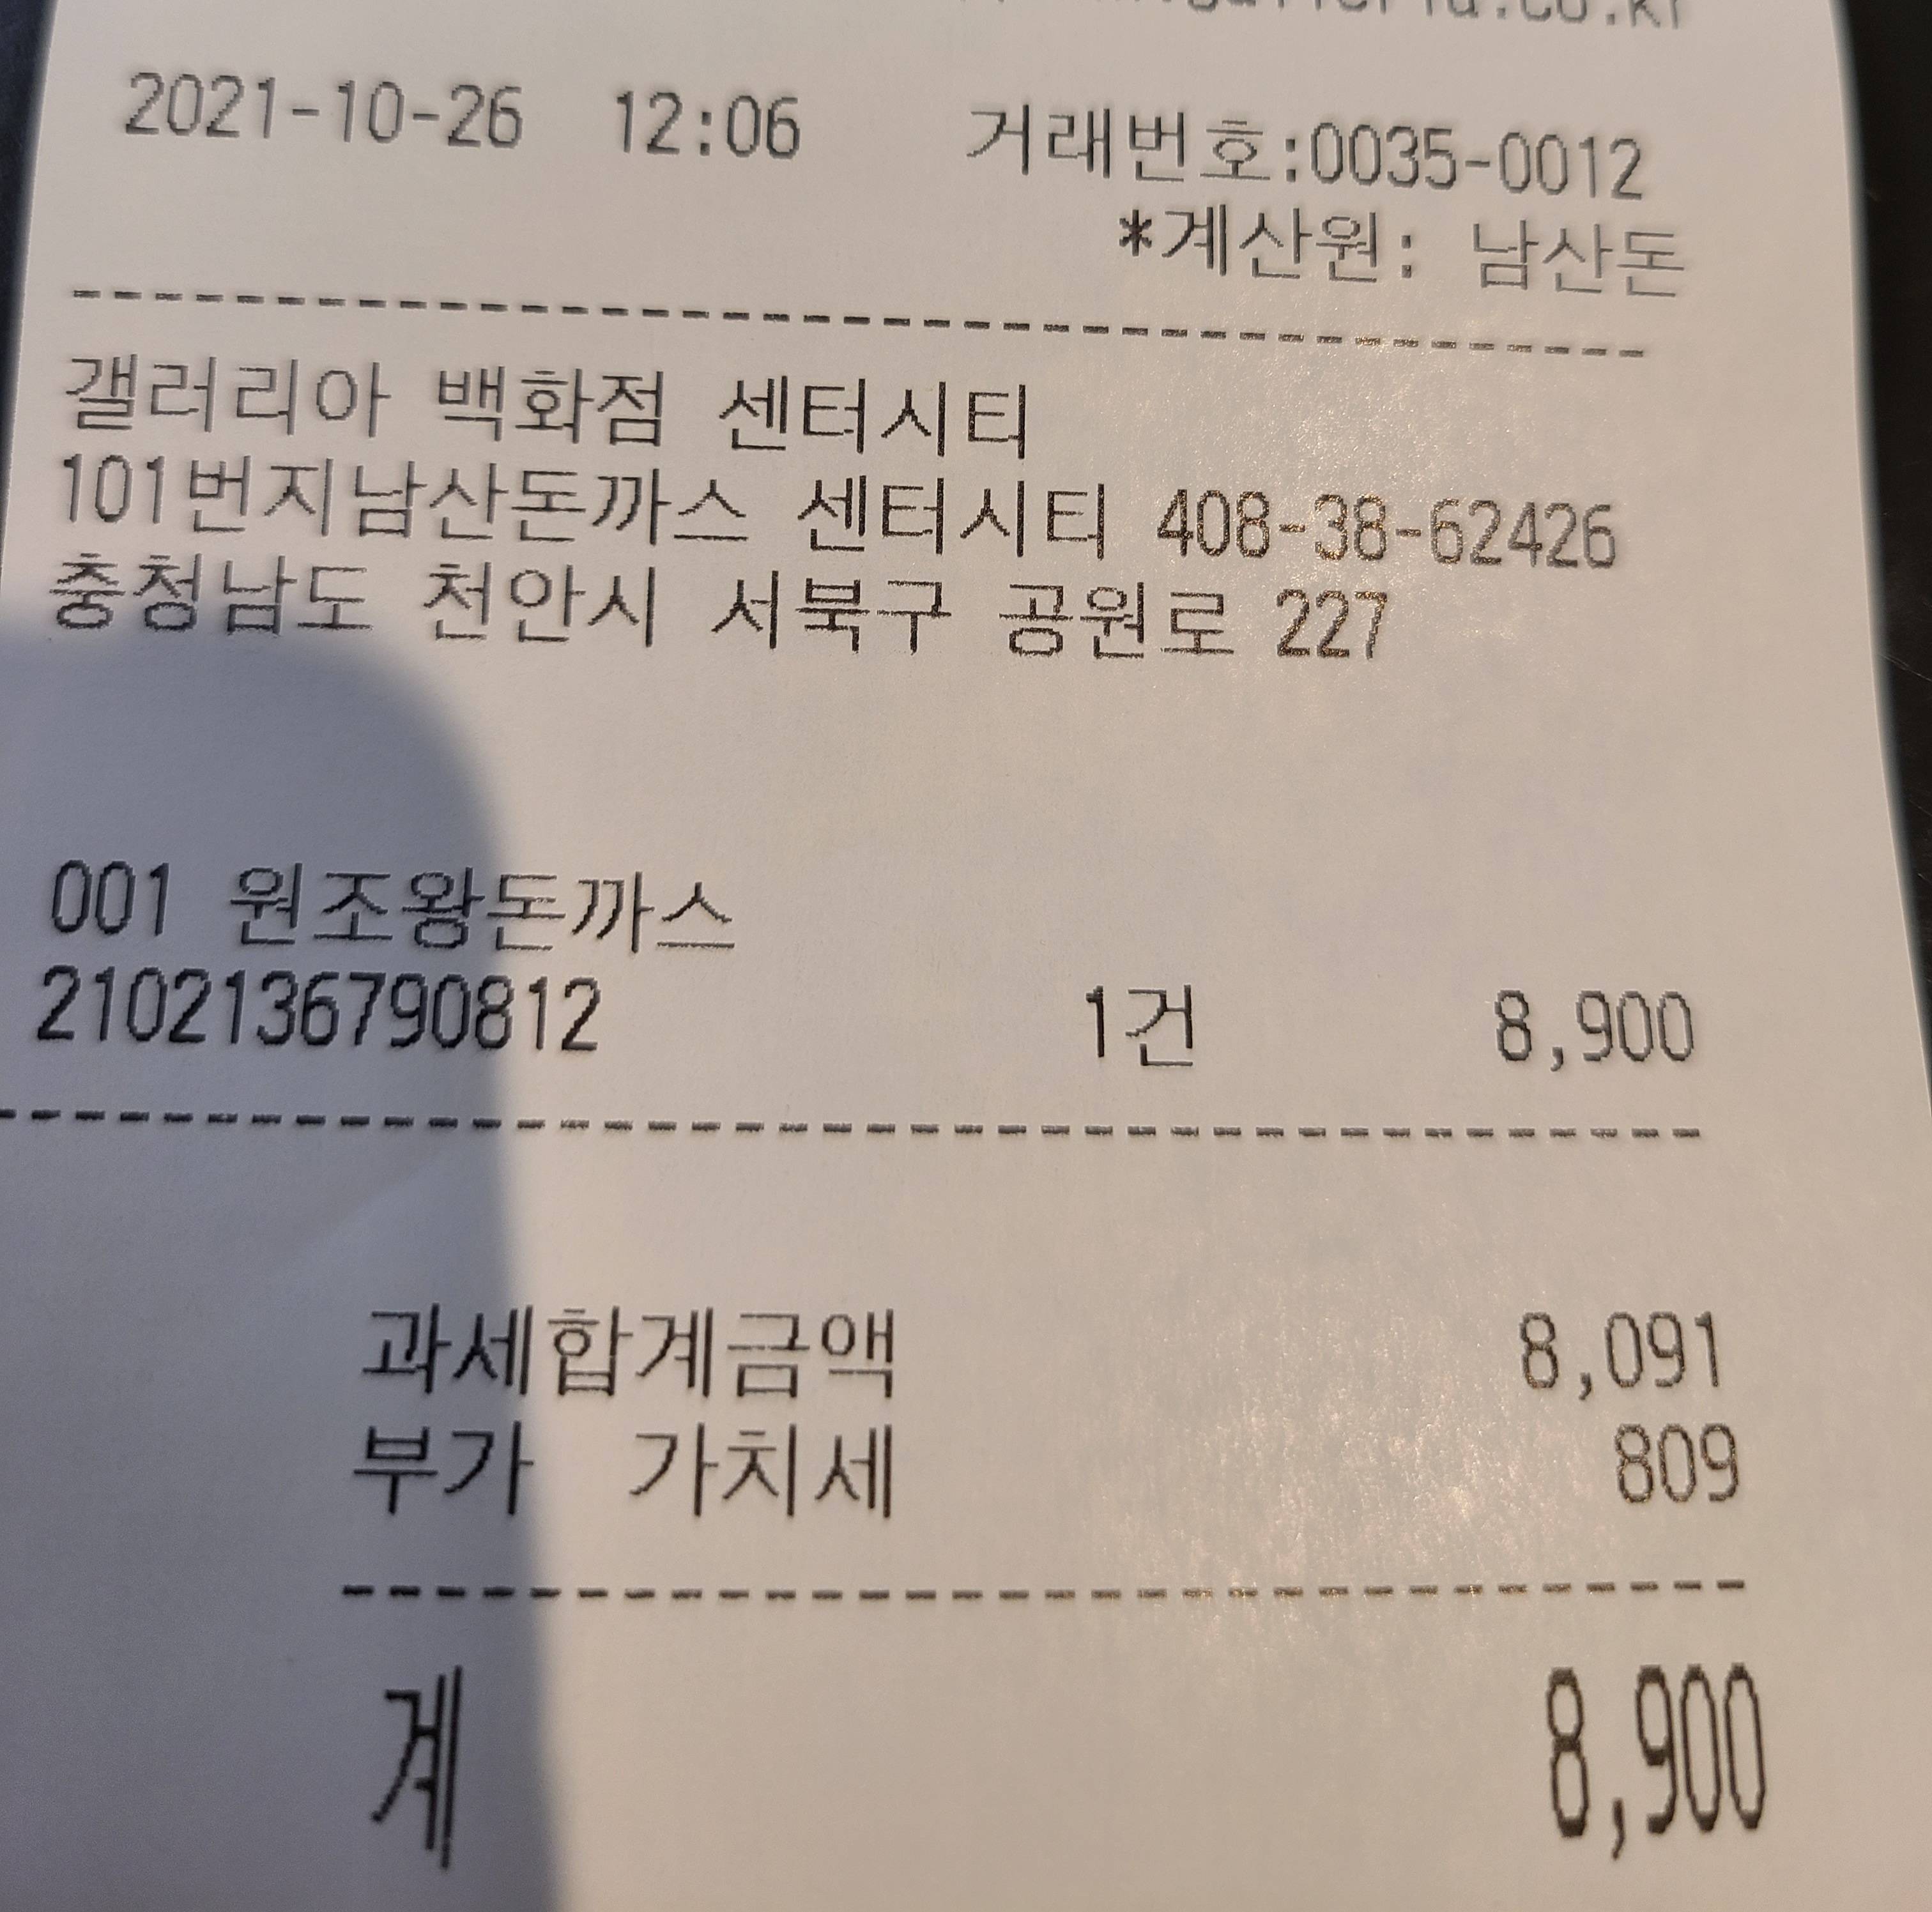 2021-10-26 12:06 거래번호:0035-0012
*계산원: 남산돈
--------------------------------------
갤러리아 백화점 센터시티
101번지남산돈까스 센터시티 408-38-62426
충청남도 천안시 서북구 공원로 227
001 원조왕돈까스
2102136790812 1건 8,900
--------------------------------------
과세합계금액 8,091
부가 가치세 809
------------------------------
계 8,900